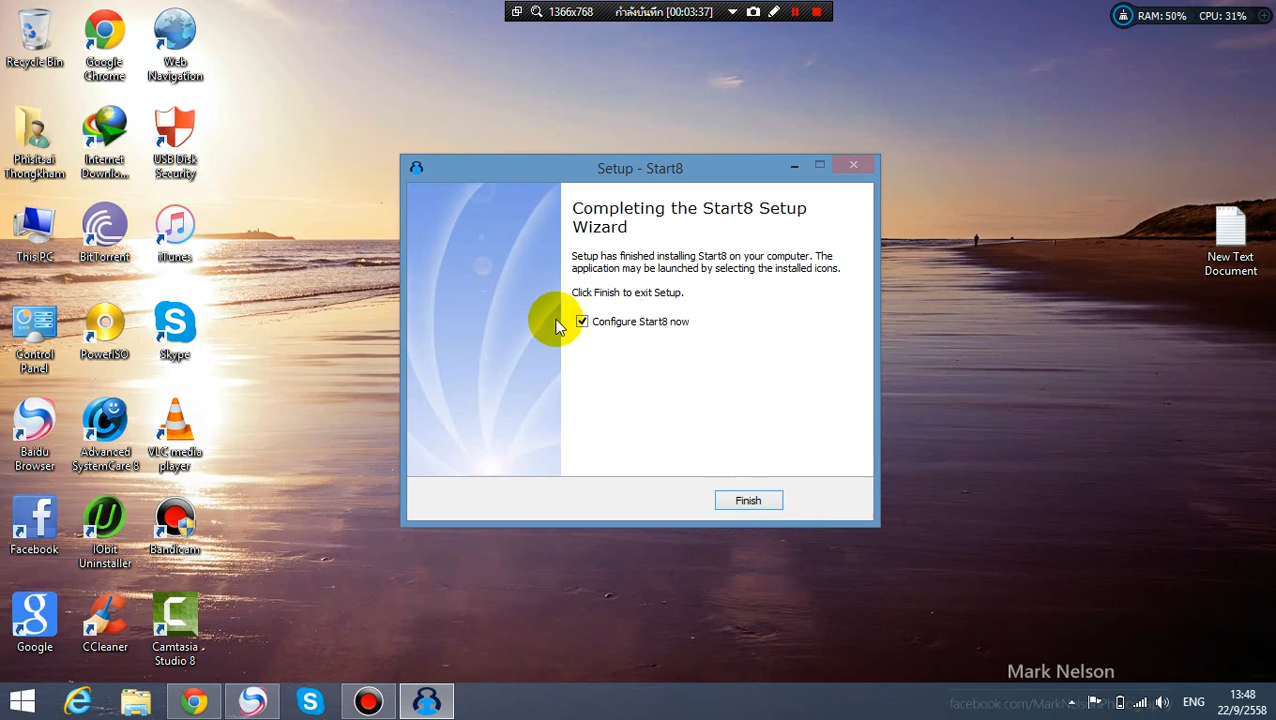 1366x768 กำลังบันทึก [00:03:37]
RAM: 50% CPU: 31%
Recycle Bin
Google
Chrome
Web
Navigation
Phisitsai
Thongkham
Internet
Downlo...
USB Disk
Security
This PC
BitTorrent
iTunes
Control
Panel
PowerISO
Skype
Baidu
Browser
Advanced
SystemCare 8
VLC media
player
Facebook
IObit
Uninstaller
Bandicam
Google
CCleaner
Camtasia
Studio 8
New Text
Document
Setup - Start8
Completing the Start8 Setup
Wizard
Setup has finished installing Start8 on your computer. The
application may be launched by selecting the installed icons.
Click Finish to exit Setup.
Configure Start8 now
Finish
Mark Nelson
ENG
13:48
22/9/2558